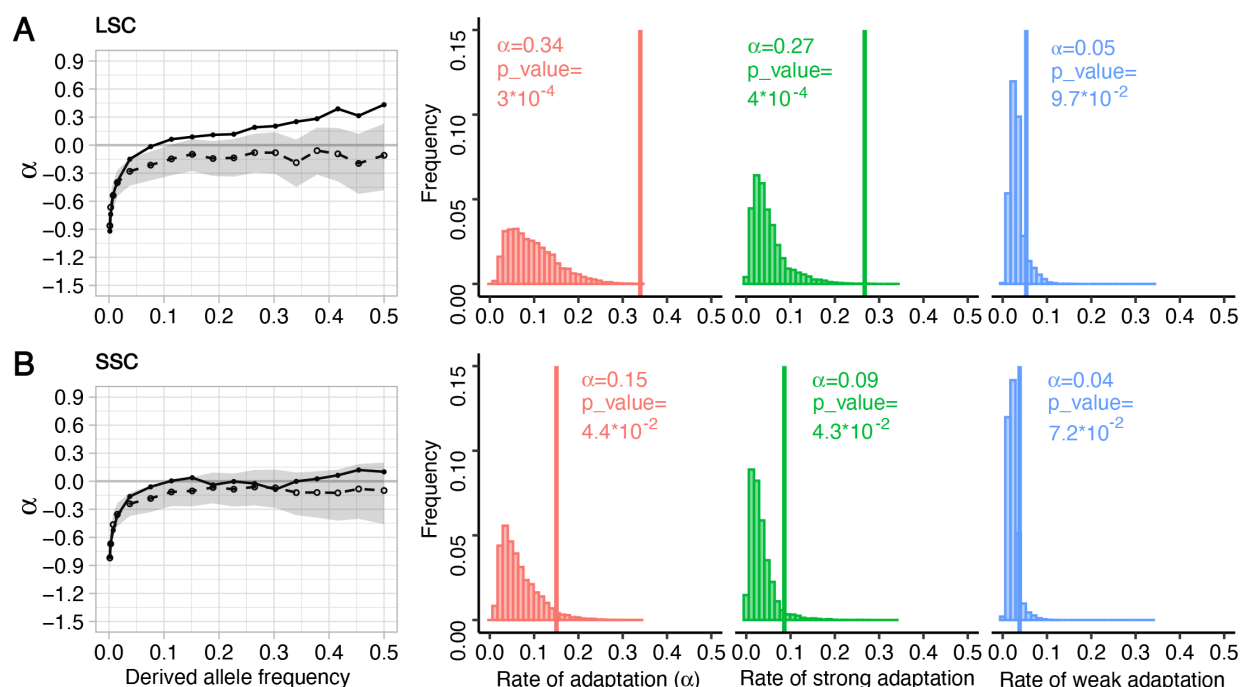 A
LSC
0.9
0.6
0.3
0.0
−0.3
−0.6
−0.9
−1.2
−1.5
α
0.0 0.1 0.2 0.3 0.4 0.5
Frequency
0.15
0.10
0.05
0.00
α=0.34
p_value=
3*10-4
0.0 0.1 0.2 0.3 0.4 0.5
α=0.27
p_value=
4*10-4
0.0 0.1 0.2 0.3 0.4 0.5
α=0.05
p_value=
9.7*10-2
0.0 0.1 0.2 0.3 0.4 0.5
B
SSC
0.9
0.6
0.3
0.0
−0.3
−0.6
−0.9
−1.2
−1.5
α
0.0 0.1 0.2 0.3 0.4 0.5
Derived allele frequency
Frequency
0.15
0.10
0.05
0.00
α=0.15
p_value=
4.4*10-2
0.0 0.1 0.2 0.3 0.4 0.5
Rate of adaptation (α)
α=0.09
p_value=
4.3*10-2
0.0 0.1 0.2 0.3 0.4 0.5
Rate of strong adaptation
α=0.04
p_value=
7.2*10-2
0.0 0.1 0.2 0.3 0.4 0.5
Rate of weak adaptation